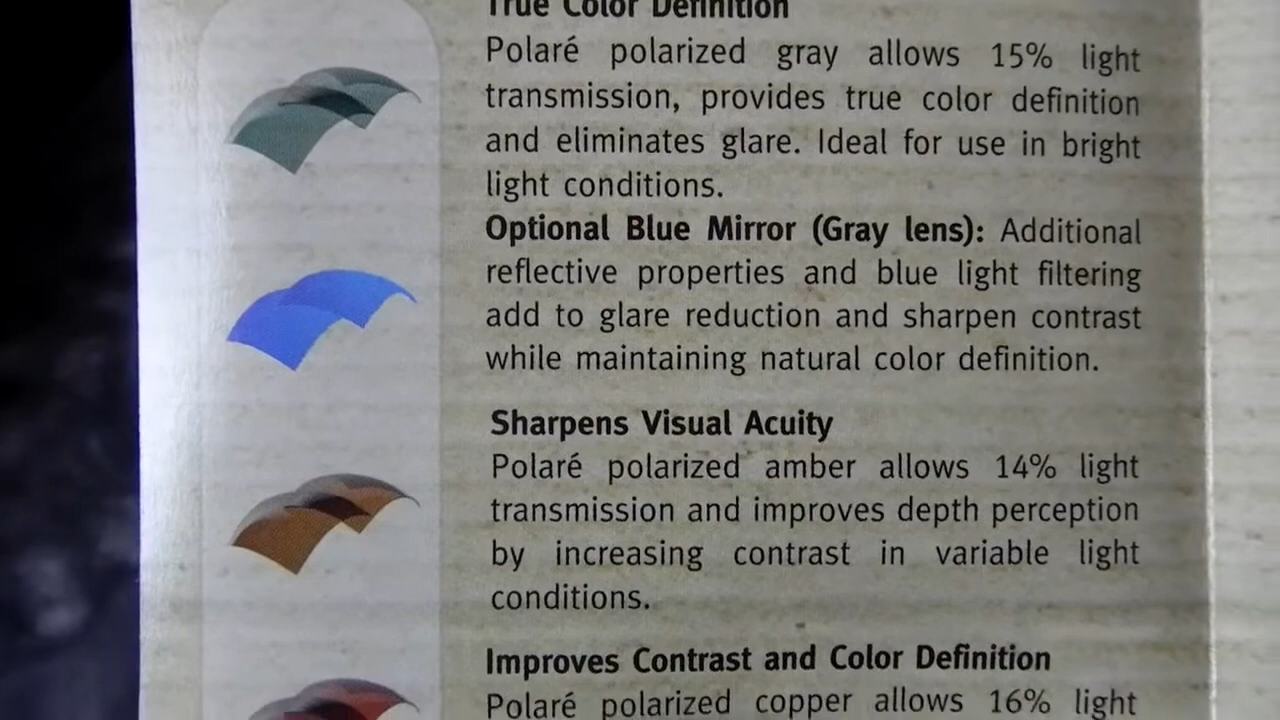 True Color Definition
Polaré polarized gray allows 15% light
transmission, provides true color definition
and eliminates glare. Ideal for use in bright
light conditions.
Optional Blue Mirror (Gray lens): Additional
reflective properties and blue light filtering
add to glare reduction and sharpen contrast
while maintaining natural color definition.
Sharpens Visual Acuity
Polaré polarized amber allows 14% light
transmission and improves depth perception
by increasing contrast in variable light
conditions.
Improves Contrast and Color Definition
Polaré polarized copper allows 16% light